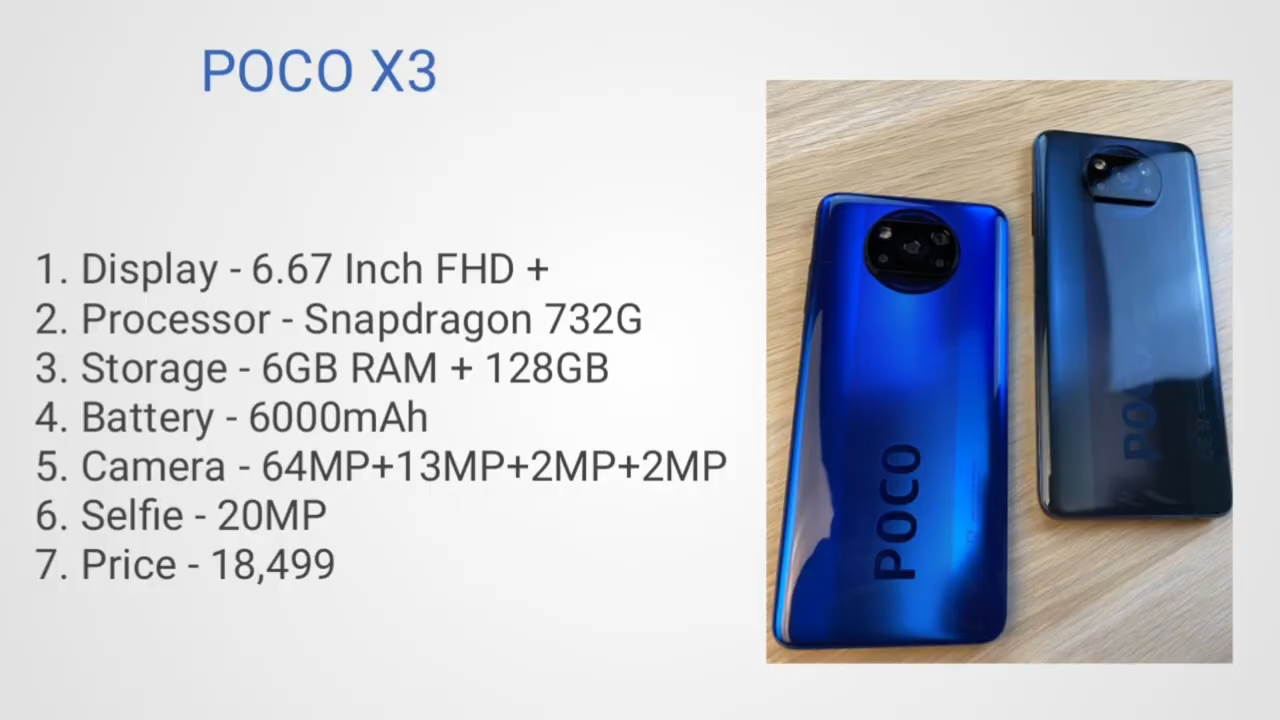 POCO X3
1. Display - 6.67 Inch FHD +
2. Processor - Snapdragon 732G
3. Storage - 6GB RAM + 128GB
4. Battery - 6000mAh
5. Camera - 64MP+13MP+2MP+2MP
6. Selfie - 20MP
7. Price - 18,499
POCO
POCO